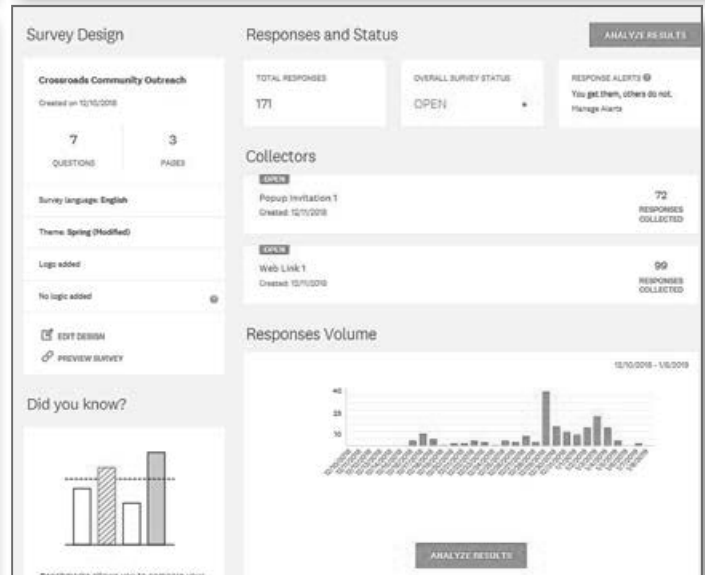 Survey Design
Crossroads Community Outreach
Created on 12/10/2018
7
QUESTIONS
3
PAGES
Survey language: English
Theme: Spring (Modified)
Logo added
No logic added
EDIT DESIGN
PREVIEW SURVEY
Did you know?
Responses and Status
ANALYZE RESULTS
TOTAL RESPONSES
171
OVERALL SURVEY STATUS
OPEN
RESPONSE ALERTS
You get them, others do not.
Manage Alerts
Collectors
OPEN
Popup Invitation 1
Created: 12/11/2018
72
RESPONSES
COLLECTED
OPEN
Web Link 1
Created: 12/11/2018
99
RESPONSES
COLLECTED
Responses Volume
12/10/2018 - 1/8/2019
40
10
ANALYZE RESULTS